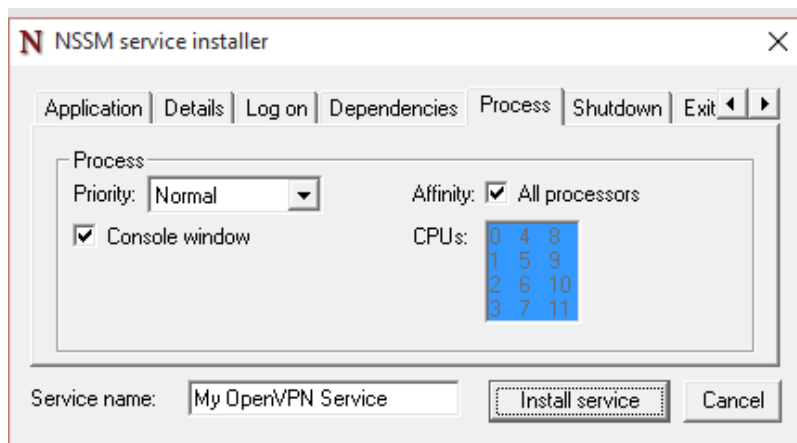 N NSSM service installer
Application Details Log on Dependencies Process Shutdown Exit
Process
Priority: Normal Affinity: All processors
Console window CPUs: 0 4 8
1 5 9
2 6 10
3 7 11
Service name: My OpenVPN Service Install service Cancel